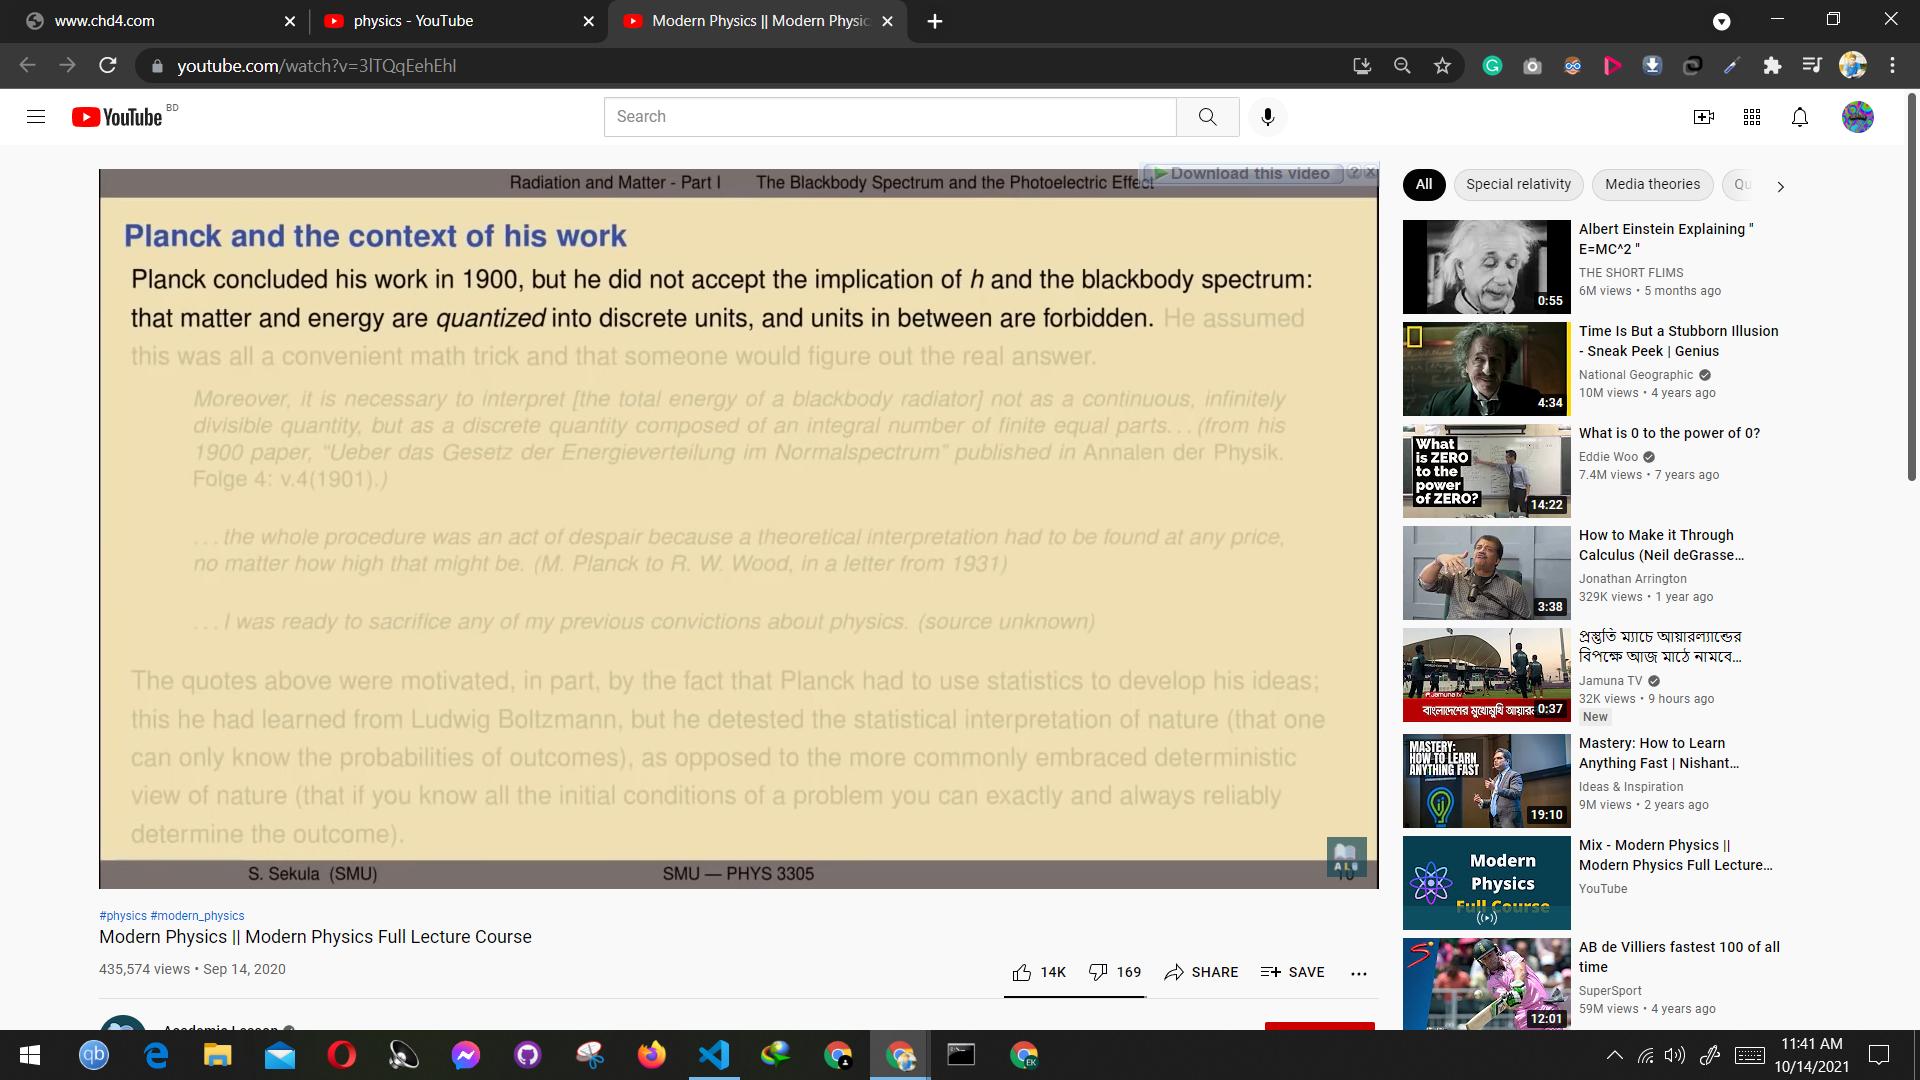 www.chd4.com
physics - YouTube
Modern Physics || Modern Physic
youtube.com/watch?v=3lTQqEehEhI
YouTube BD
Search
Radiation and Matter - Part I The Blackbody Spectrum and the Photoelectric Effect
Download this video
Planck and the context of his work
Planck concluded his work in 1900, but he did not accept the implication of h and the blackbody spectrum:
that matter and energy are quantized into discrete units, and units in between are forbidden. He assumed
this was all a convenient math trick and that someone would figure out the real answer.
Moreover, it is necessary to interpret [the total energy of a blackbody radiator] not as a continuous, infinitely
divisible quantity, but as a discrete quantity composed of an integral number of finite equal parts... (from his
1900 paper, "Ueber das Gesetz der Energieverteilung im Normalspectrum" published in Annalen der Physik.
Folge 4: v.4(1901).)
...the whole procedure was an act of despair because a theoretical interpretation had to be found at any price,
no matter how high that might be. (M. Planck to R. W. Wood, in a letter from 1931)
...I was ready to sacrifice any of my previous convictions about physics. (source unknown)
The quotes above were motivated, in part, by the fact that Planck had to use statistics to develop his ideas;
this he had learned from Ludwig Boltzmann, but he detested the statistical interpretation of nature (that one
can only know the probabilities of outcomes), as opposed to the more commonly embraced deterministic
view of nature (that if you know all the initial conditions of a problem you can exactly and always reliably
determine the outcome).
S. Sekula (SMU) SMU — PHYS 3305 10
#physics #modern_physics
Modern Physics || Modern Physics Full Lecture Course
435,574 views • Sep 14, 2020
14K 169 SHARE SAVE
All Special relativity Media theories Qu
Albert Einstein Explaining "
E=MC^2 "
THE SHORT FLIMS
6M views • 5 months ago
0:55
Time Is But a Stubborn Illusion
- Sneak Peek | Genius
National Geographic
10M views • 4 years ago
4:34
What
is ZERO
to the
power
of ZERO?
14:22
What is 0 to the power of 0?
Eddie Woo
7.4M views • 7 years ago
How to Make it Through
Calculus (Neil deGrasse...
Jonathan Arrington
329K views • 1 year ago
3:38
প্রস্তুতি ম্যাচে আয়ারল্যান্ডের
বিপক্ষে আজ মাঠে নামবে...
Jamuna TV
32K views • 9 hours ago
New
0:37
MASTERY:
HOW TO LEARN
ANYTHING FAST
19:10
Mastery: How to Learn
Anything Fast | Nishant...
Ideas & Inspiration
9M views • 2 years ago
Modern
Physics
Full Course
Mix - Modern Physics ||
Modern Physics Full Lecture...
YouTube
AB de Villiers fastest 100 of all
time
SuperSport
59M views • 4 years ago
12:01
11:41 AM
10/14/2021